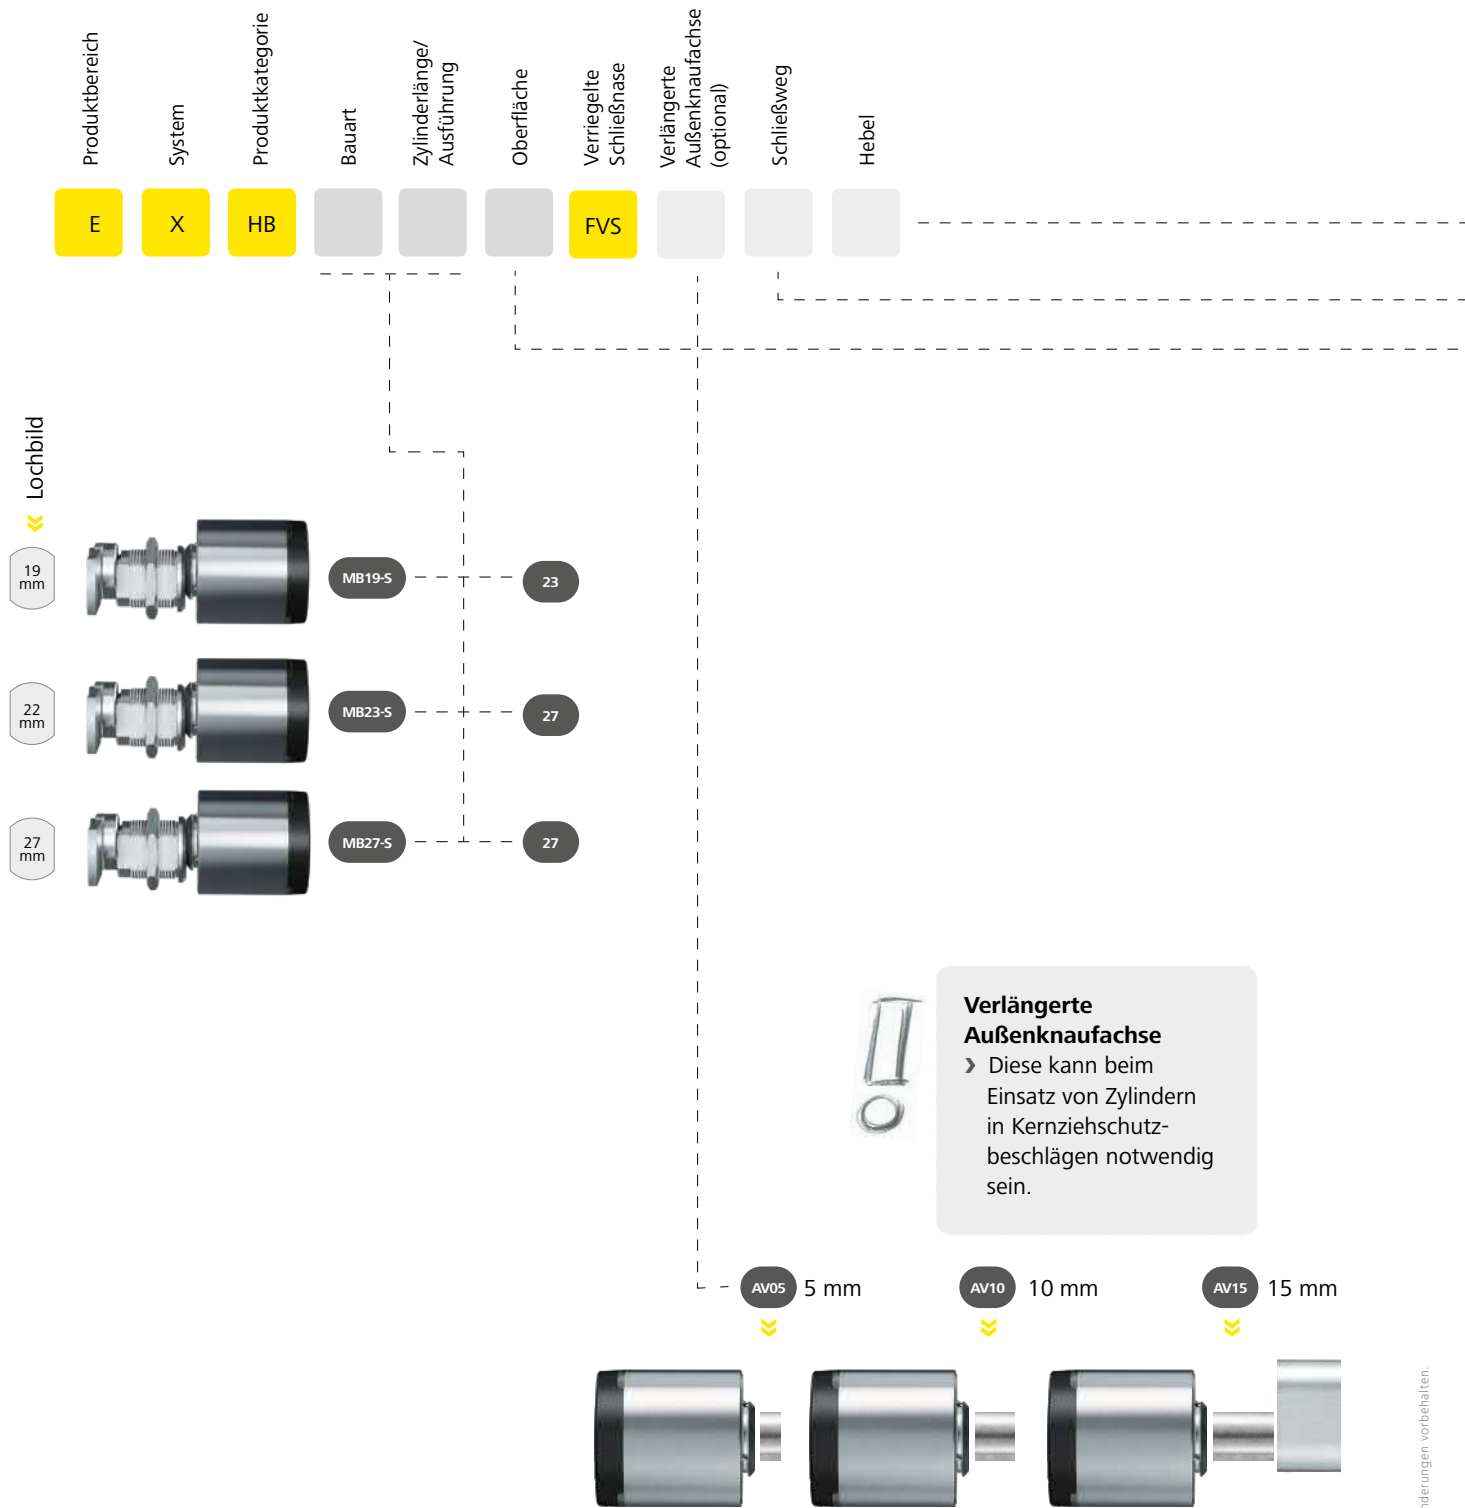 Produktbereich
System
Produktkategorie
Bauart
Zylinderlänge/
Ausführung
Oberfläche
Verriegelte
Schließnase
Verlängerte
Außenknaufachse
(optional)
Schließweg
Hebel
E
X
HB
FVS
Lochbild
19
mm
MB19-S
23
22
mm
MB23-S
27
27
mm
MB27-S
27
Verlängerte
Außenknaufachse
› Diese kann beim
Einsatz von Zylindern
in Kernziehschutz-
beschlägen notwendig
sein.
AV05 5 mm
AV10 10 mm
AV15 15 mm
nderungen vorbehalten.